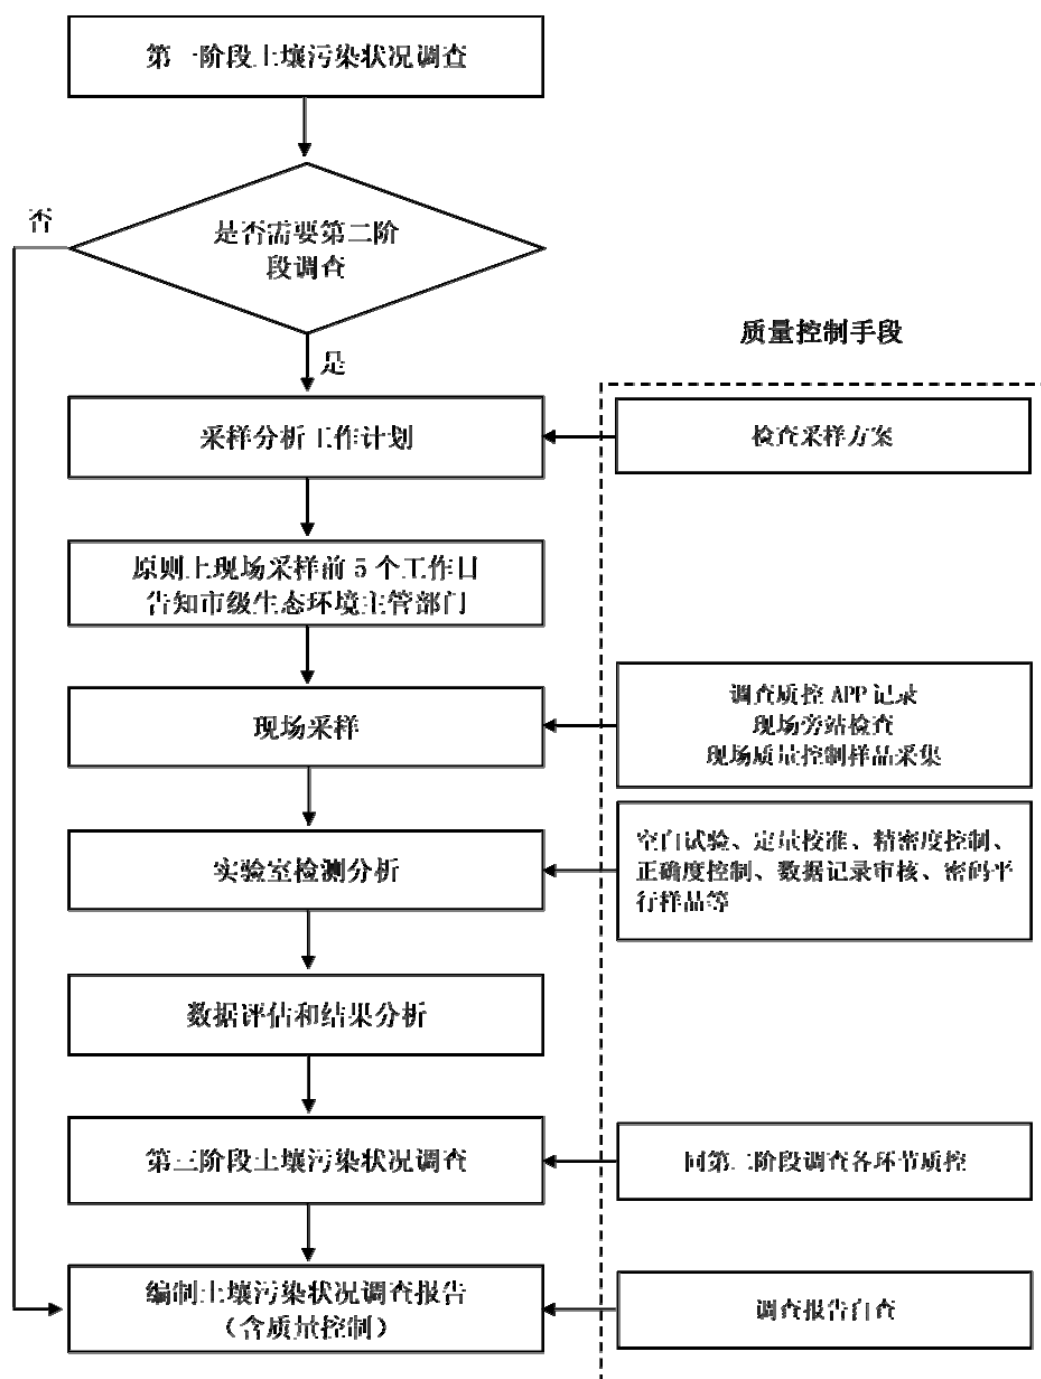 第一阶段土壤污染状况调查
否
是否需要第二阶
段调查
是
质量控制手段
采样分析工作计划
检查采样方案
原则上现场采样前 5 个工作日
告知市级生态环境主管部门
现场采样
调查质控 APP 记录
现场旁站检查
现场质量控制样品采集
实验室检测分析
空白试验、定量校准、精密度控制、
正确度控制、数据记录审核、密码平
行样品等
数据评估和结果分析
第三阶段土壤污染状况调查
同第二阶段调查各环节质控
编制土壤污染状况调查报告
（含质量控制）
调查报告自查